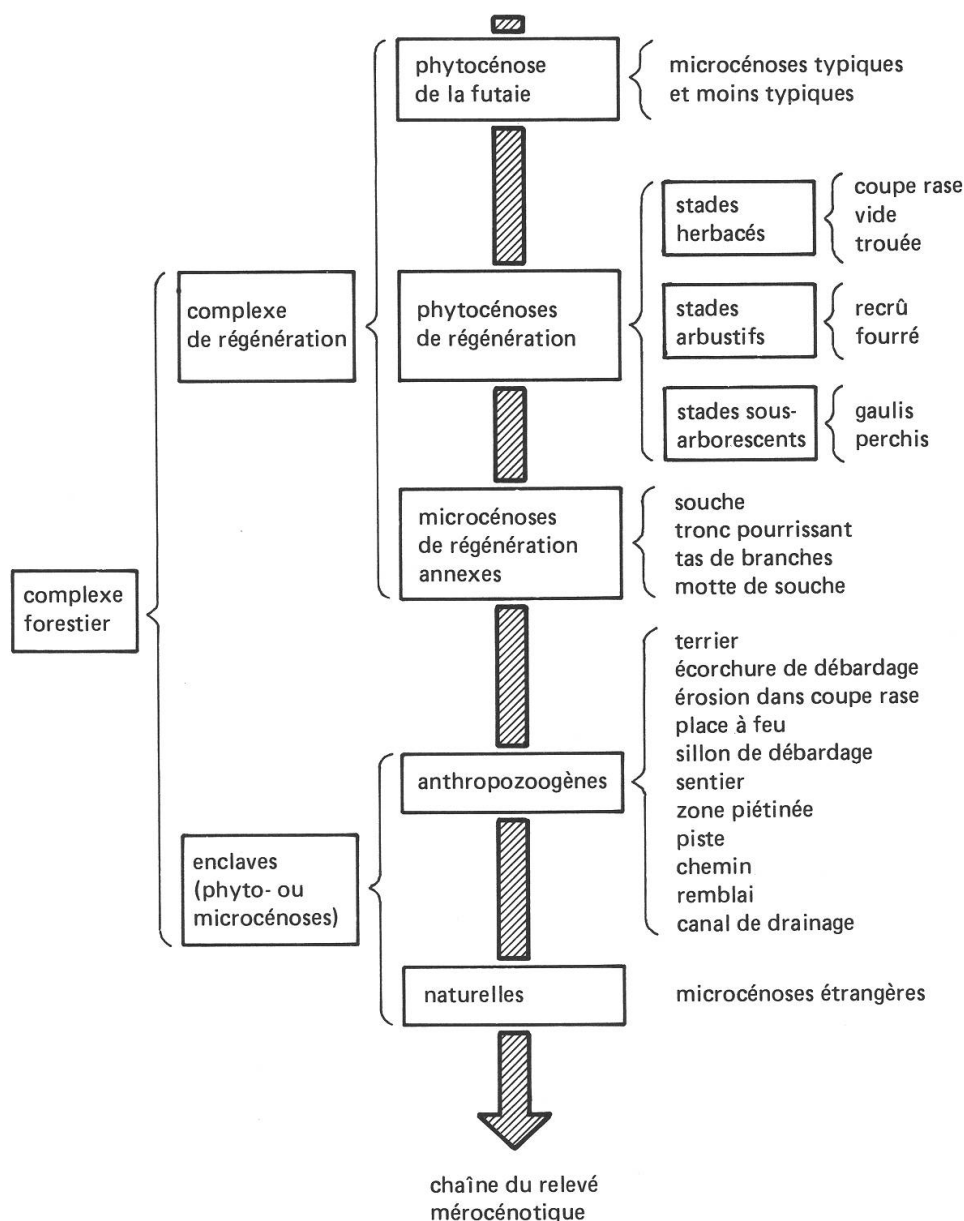 phytocénose
de la futaie
microcénoses typiques
et moins typiques
stades
herbacés
coupe rase
vide
trouée
complexe
de régénération
phytocénoses
de régénération
stades
arbustifs
recrû
fourré
stades sous-
arborescents
gaulis
perchis
microcénoses
de régénération
annexes
souche
tronc pourrissant
tas de branches
motte de souche
complexe
forestier
terrier
écorchure de débardage
érosion dans coupe rase
place à feu
sillon de débardage
sentier
zone piétinée
piste
chemin
remblai
canal de drainage
anthropozoogènes
enclaves
(phyto- ou
microcénoses)
naturelles
microcénoses étrangères
chaîne du relevé
mérocénotique